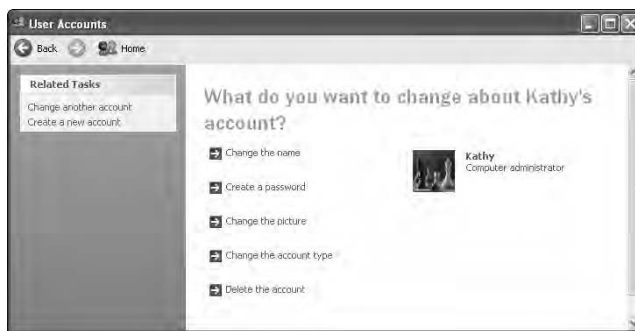 User Accounts
Back Home
Related Tasks
Change another account
Create a new account
What do you want to change about Kathy's
account?
Change the name
Create a password
Change the picture
Change the account type
Delete the account
Kathy
Computer administrator